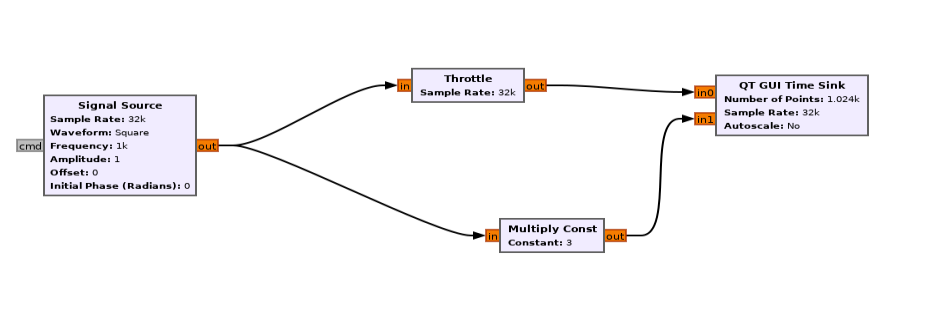 Signal Source
Sample Rate: 32k
Waveform: Square
Frequency: 1k
Amplitude: 1
Offset: 0
Initial Phase (Radians): 0
cmd
out
Throttle
Sample Rate: 32k
in
out
Multiply Const
Constant: 3
in
out
QT GUI Time Sink
Number of Points: 1.024k
Sample Rate: 32k
Autoscale: No
in0
in1